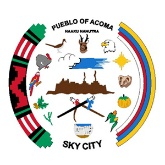 PUEBLO OF ACOMA
HAAKU HANUTRA
SKY CITY